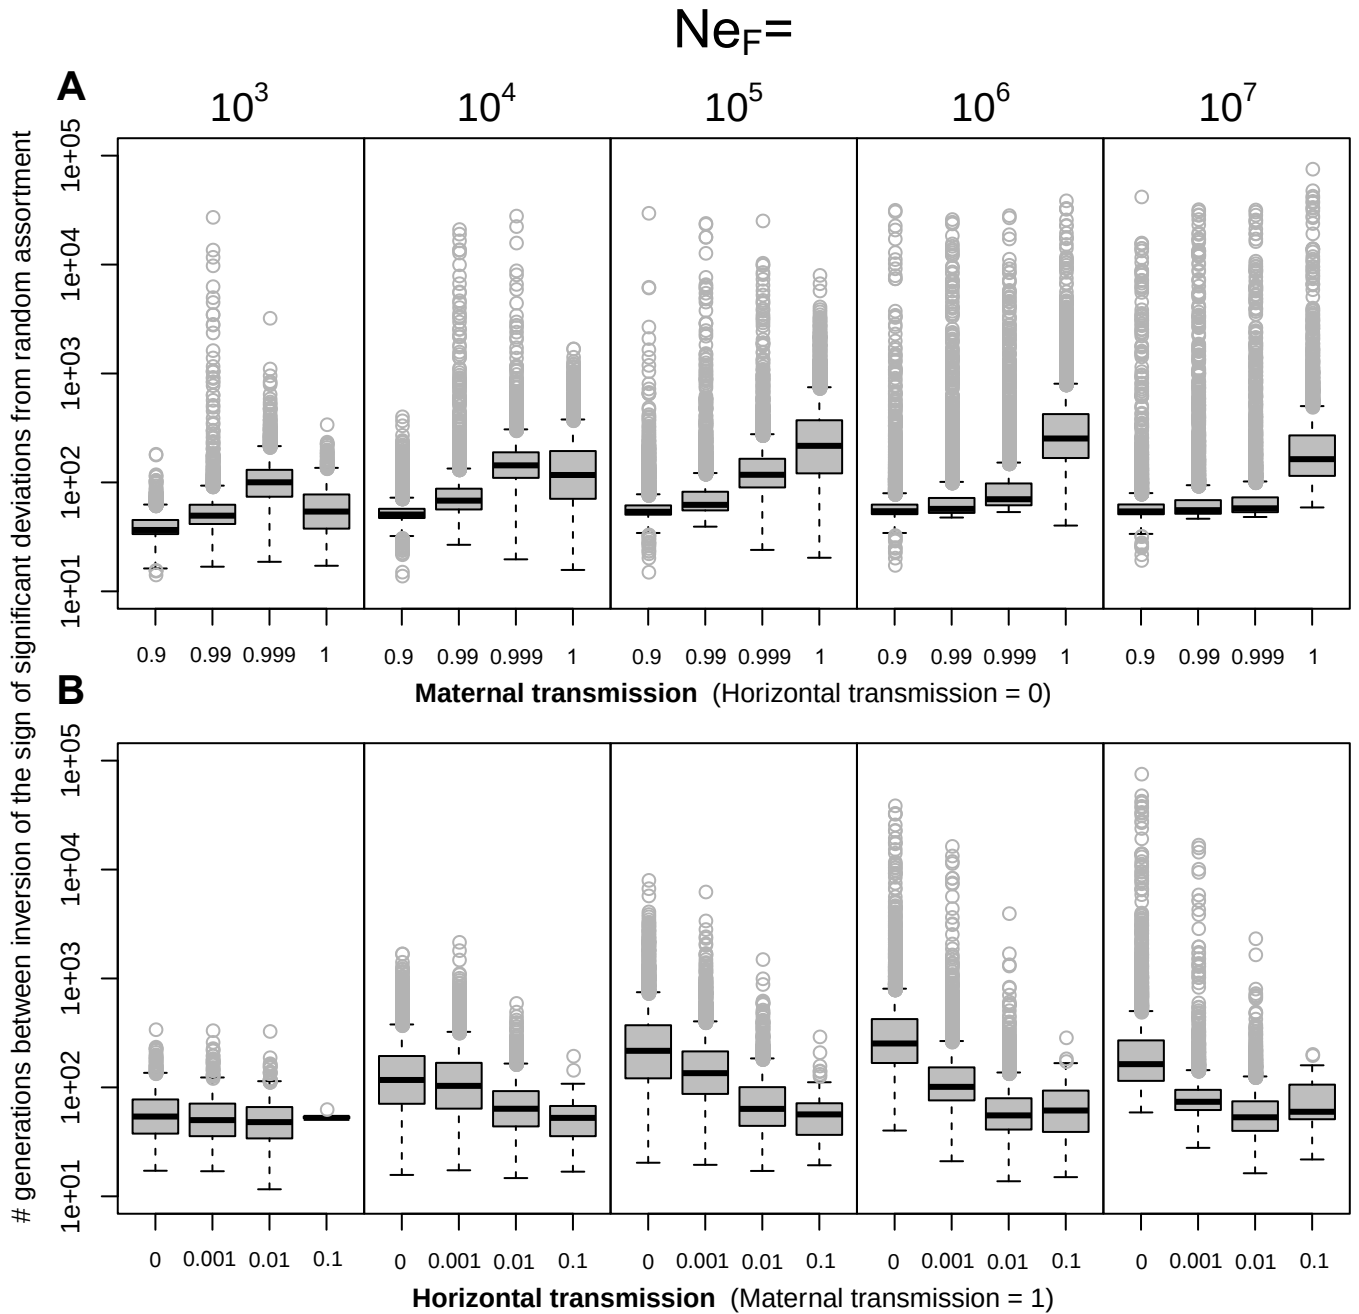 NeF=
A
10^3 10^4 10^5 10^6 10^7
# generations between inversion of the sign of significant deviations from random assortment
1e+05
1e+04
1e+03
1e+02
1e+01
0.9 0.99 0.999 1 0.9 0.99 0.999 1 0.9 0.99 0.999 1 0.9 0.99 0.999 1 0.9 0.99 0.999 1
Maternal transmission (Horizontal transmission = 0)
B
1e+05
1e+04
1e+03
1e+02
1e+01
0 0.001 0.01 0.1 0 0.001 0.01 0.1 0 0.001 0.01 0.1 0 0.001 0.01 0.1 0 0.001 0.01 0.1
Horizontal transmission (Maternal transmission = 1)